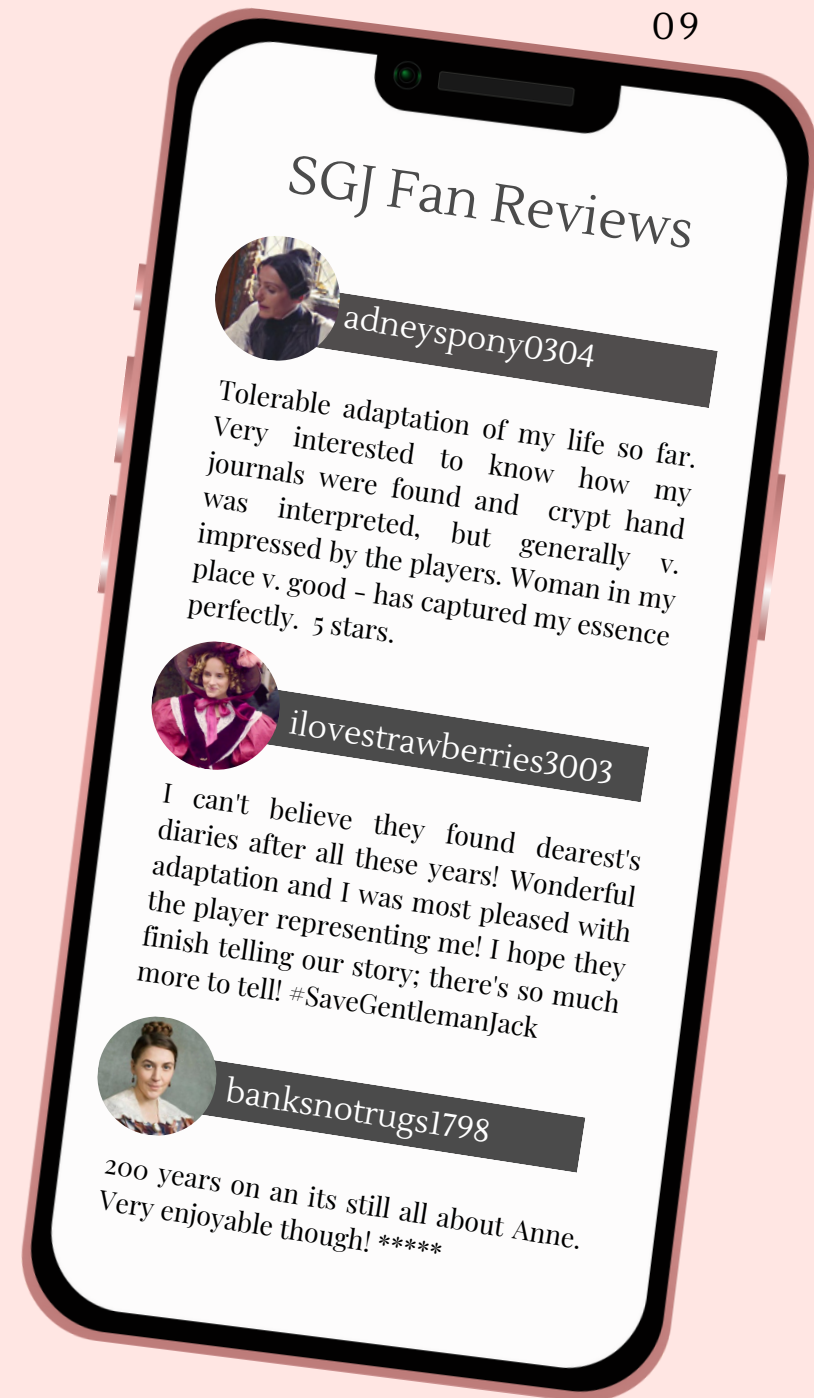 09
SGJ Fan Reviews
adneyspony0304
Tolerable adaptation of my life so far.
Very interested to know how my
journals were found and crypt hand
was interpreted, but generally v.
impressed by the players. Woman in my
place v. good - has captured my essence
perfectly. 5 stars.
ilovestrawberries3003
I can't believe they found dearest's
diaries after all these years! Wonderful
adaptation and I was most pleased with
the player representing me! I hope they
finish telling our story; there's so much
more to tell! #SaveGentlemanJack
banksnotrugs1798
200 years on an its still all about Anne.
Very enjoyable though! *****